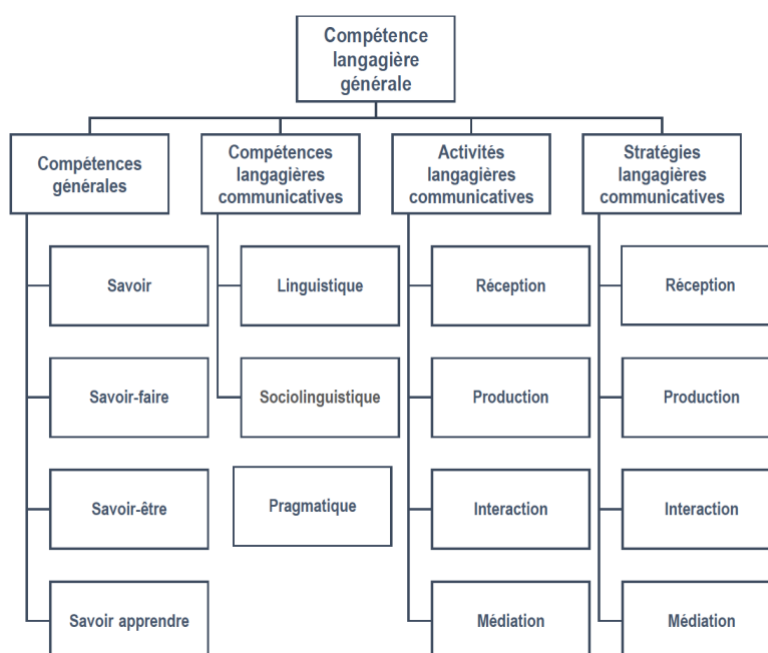 Compétence
langagière
générale
Compétences
générales
Compétences
langagières
communicatives
Activités
langagières
communicatives
Stratégies
langagières
communicatives
Savoir
Linguistique
Réception
Réception
Savoir-faire
Sociolinguistique
Production
Production
Savoir-être
Pragmatique
Interaction
Interaction
Savoir apprendre
Médiation
Médiation